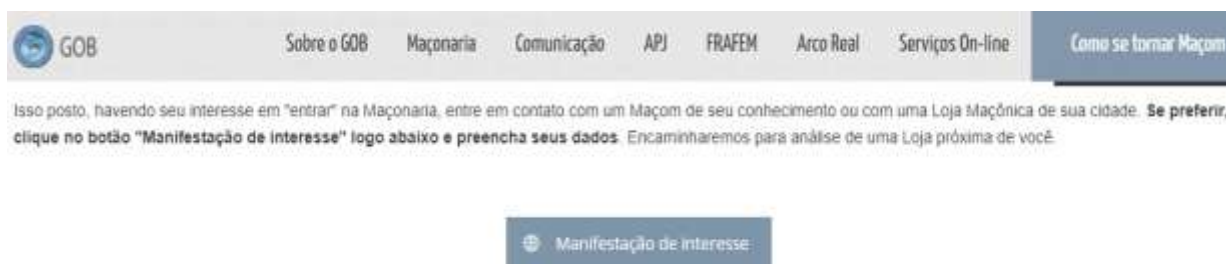 GOB Sobre o GOB Maçonaria Comunicação APJ FRAFEM Arco Real Serviços On-line Como se tornar Maçom
Isso posto, havendo seu interesse em "entrar" na Maçonaria, entre em contato com um Maçom de seu conhecimento ou com uma Loja Maçônica de sua cidade. Se preferir,
clique no botão "Manifestação de interesse" logo abaixo e preencha seus dados. Encaminharemos para análise de uma Loja próxima de você.
Manifestação de interesse